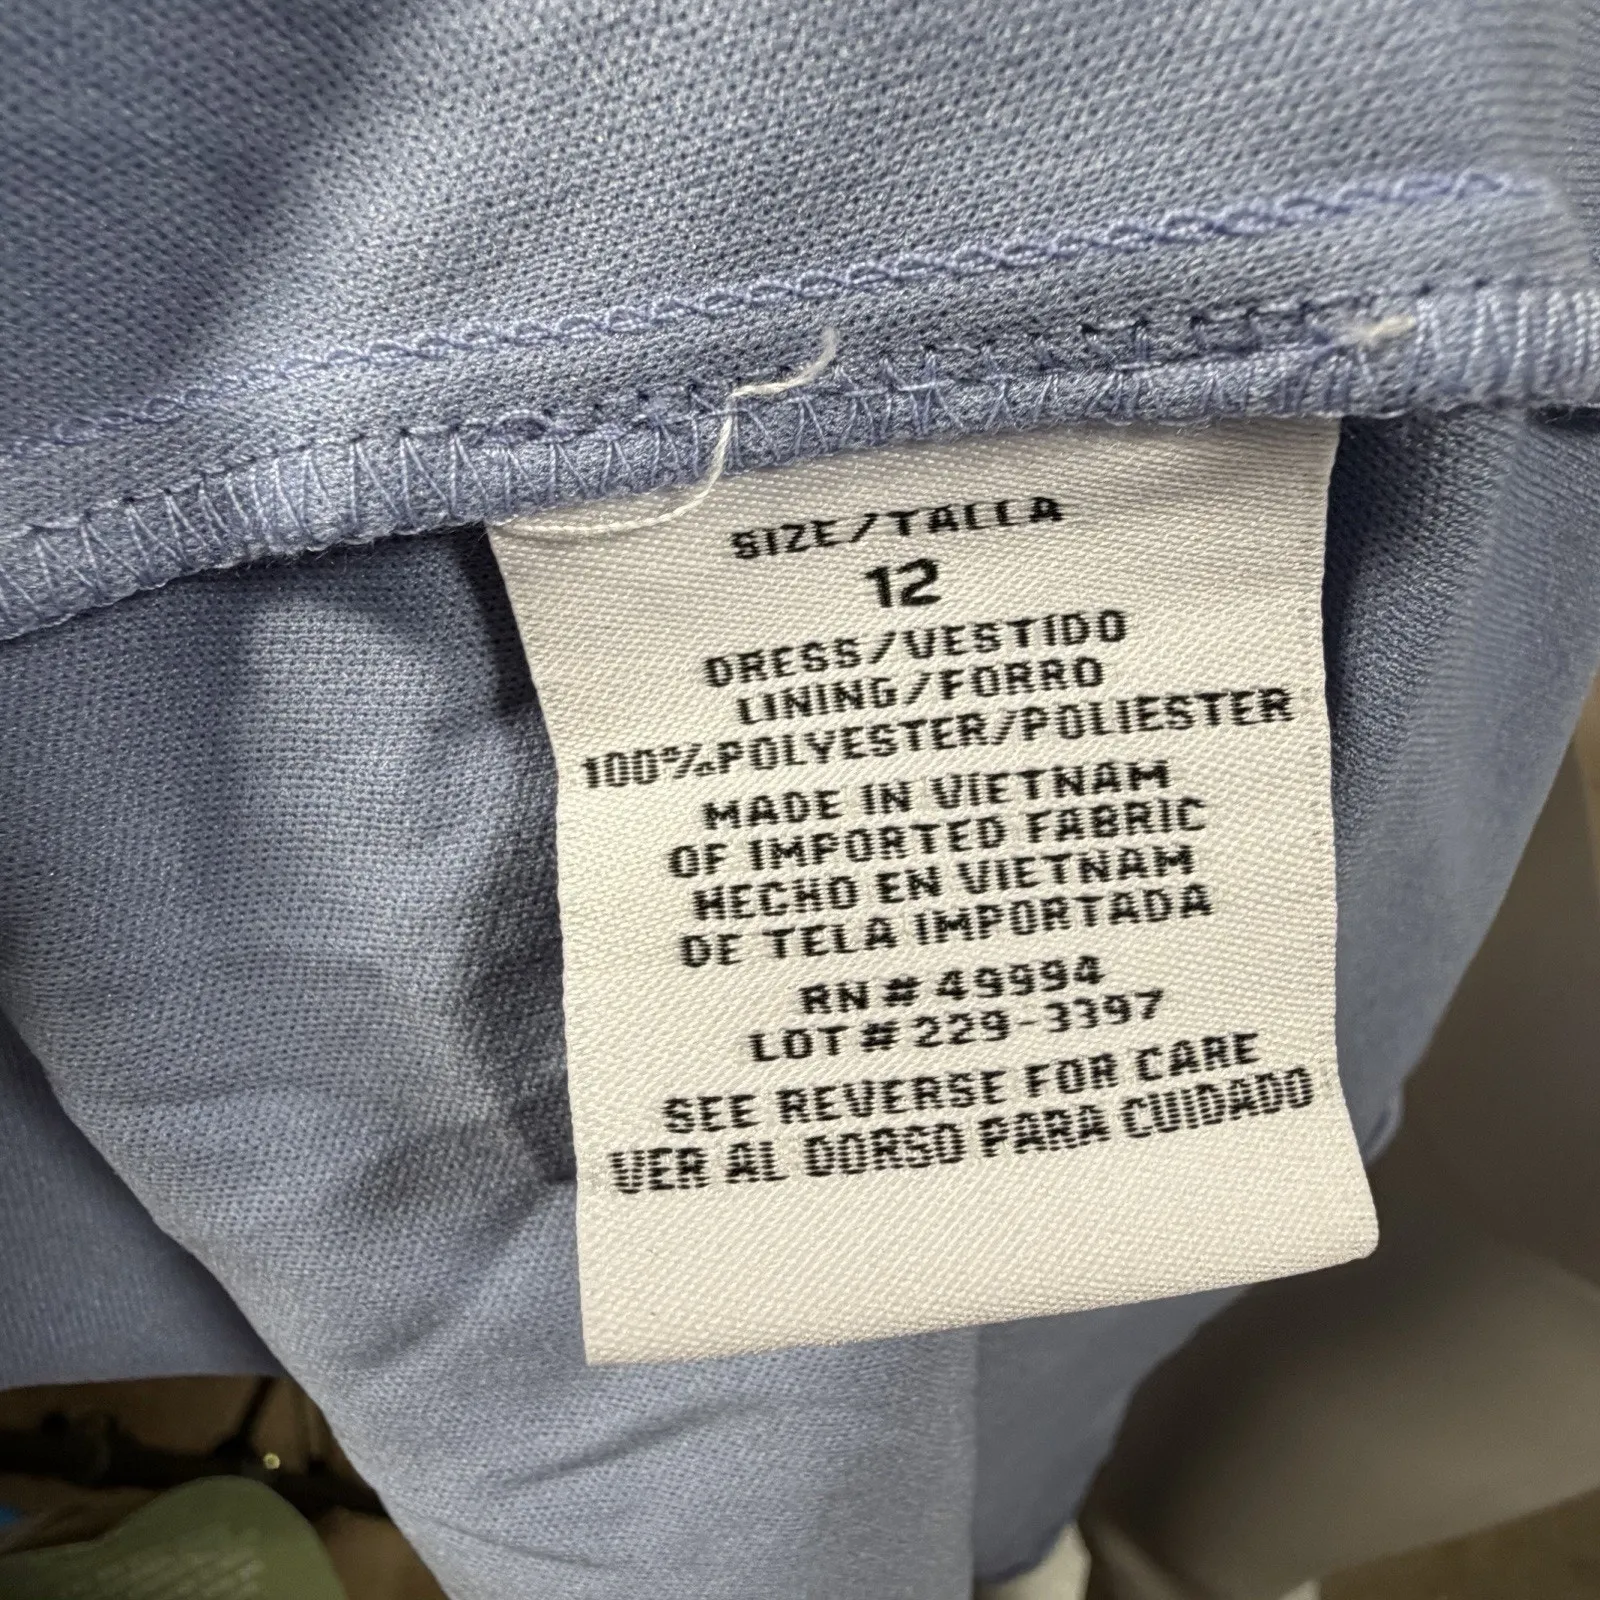 SIZE/TALLA
12
DRESS/VESTIDO
LINING/FORRO
100%POLYESTER/POLIESTER
MADE IN VIETNAM
OF IMPORTED FABRIC
HECHO EN VIETNAM
DE TELA IMPORTADA
RN# 49994
LOT# 229-3397
SEE REVERSE FOR CARE
VER AL DORSO PARA CUIDADO